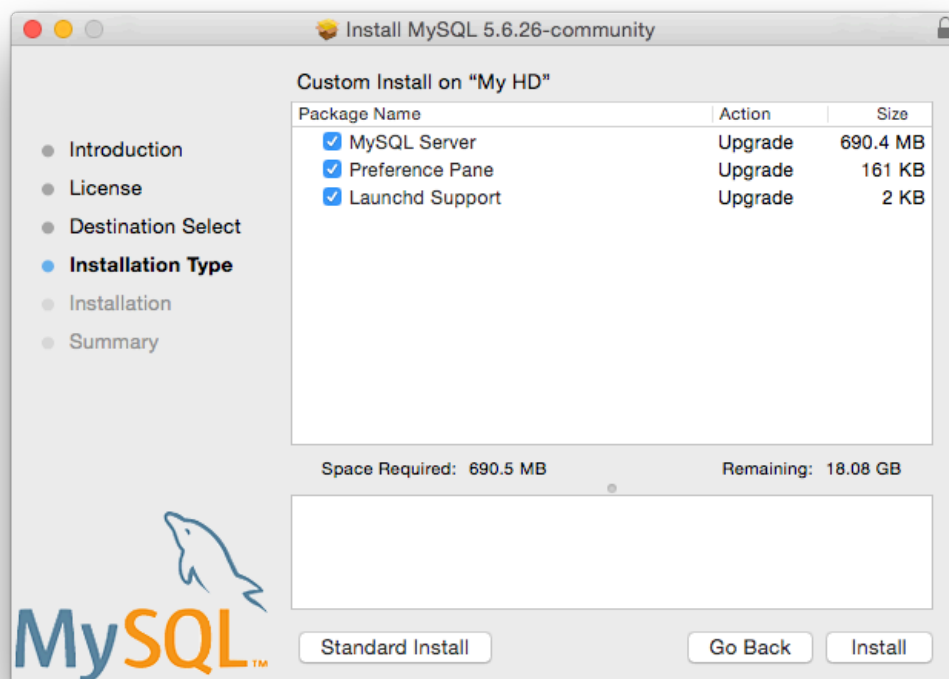 Install MySQL 5.6.26-community
Custom Install on “My HD”
Package Name Action Size
MySQL Server Upgrade 690.4 MB
Preference Pane Upgrade 161 KB
Launchd Support Upgrade 2 KB
Introduction
License
Destination Select
Installation Type
Installation
Summary
Space Required: 690.5 MB Remaining: 18.08 GB
MySQL™
Standard Install Go Back Install